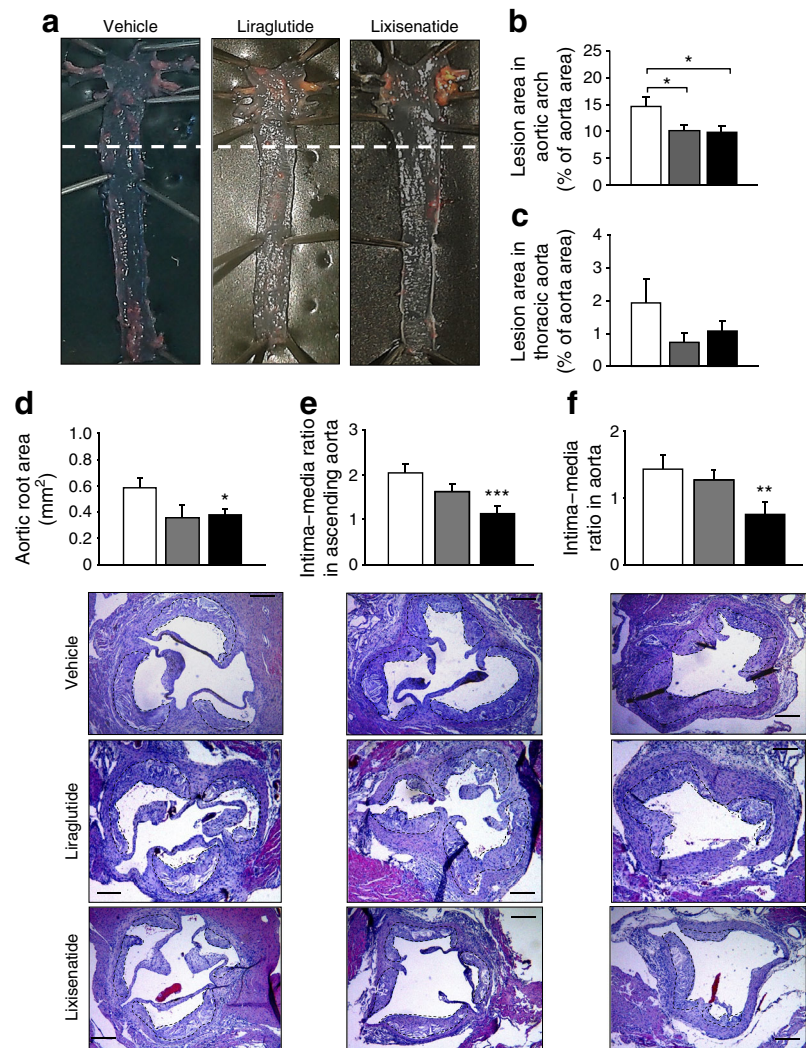 a
Vehicle
Liraglutide
Lixisenatide
b
Lesion area in
aortic arch
(% of aorta area)
25
20
15
10
5
0
*
*
c
Lesion area in
thoracic aorta
(% of aorta area)
4
3
2
1
0
d
Aortic root area
(mm²)
1.0
0.8
0.6
0.4
0.2
0
*
e
Intima–media ratio
in ascending aorta
3
2
1
0
***
f
Intima–media
ratio in aorta
2
1
0
**
Vehicle
Liraglutide
Lixisenatide